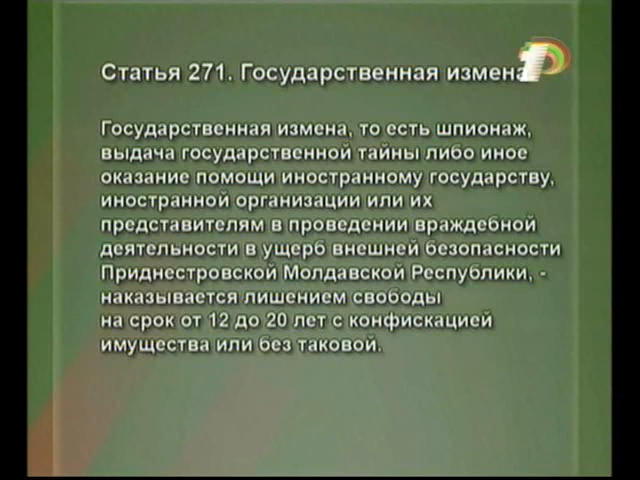 Статья 271. Государственная измена
Государственная измена, то есть шпионаж,
выдача государственной тайны либо иное
оказание помощи иностранному государству,
иностранной организации или их
представителям в проведении враждебной
деятельности в ущерб внешней безопасности
Приднестровской Молдавской Республики, -
наказывается лишением свободы
на срок от 12 до 20 лет с конфискацией
имущества или без таковой.